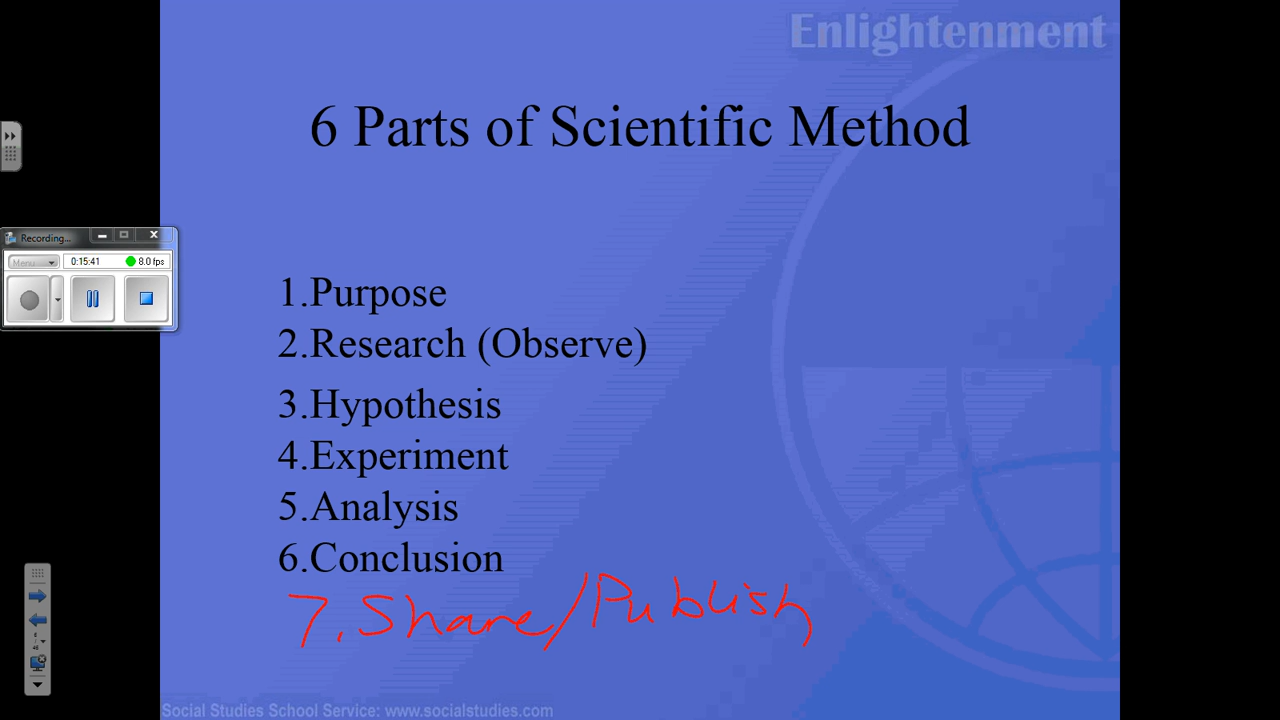 Enlightenment
6 Parts of Scientific Method
Recording...
Menu
0:15:41
8.0 fps
1.Purpose
2.Research (Observe)
3.Hypothesis
4.Experiment
5.Analysis
6.Conclusion
7. Share/Publish
Social Studies School Service: www.socialstudies.com